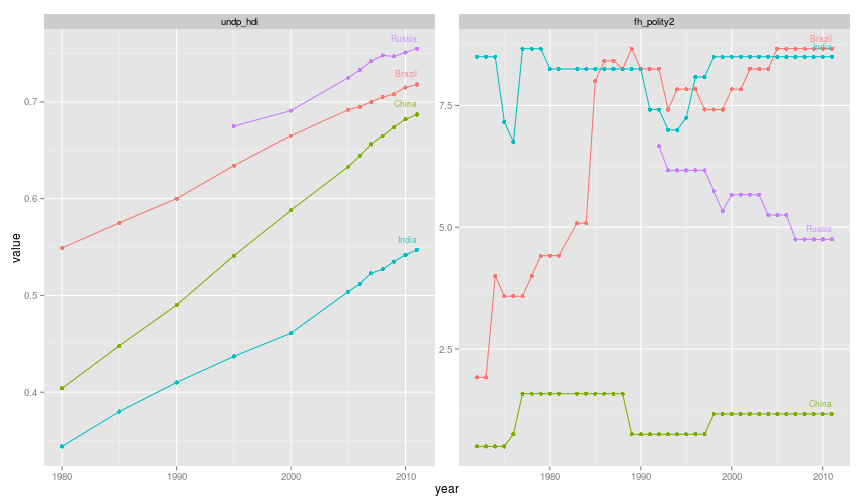 undp_hdi
fh_polity2
value
0.7
0.6
0.5
0.4
Russia
Brazil
China
India
1980
1990
2000
2010
7.5
5.0
2.5
Brazil
India
Russia
China
1980
1990
2000
2010
year